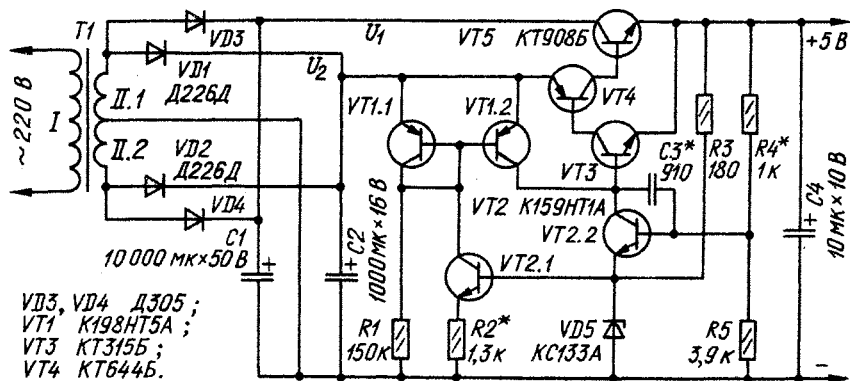 T1
VD3
U1
VT5
КТ908Б
+5 В
VD1
Д226Д
U2
VT4
~220 В
I
II.1
VT1.1
VT1.2
II.2
VD2
Д226Д
VT3
C3*
910
R3
180
R4*
1к
VT2
К159НТ1А
VD4
C1
10 000 мк×50 В
+
+
C2
1000 мк×16 В
VT2.2
+
C4
10 мк×10 В
VT2.1
R1
150к
R2*
1,3к
VD5
КС133А
R5
3,9к
−
VD3, VD4 Д305;
VT1 К198НТ5А;
VT3 КТ315Б;
VT4 КТ644Б.